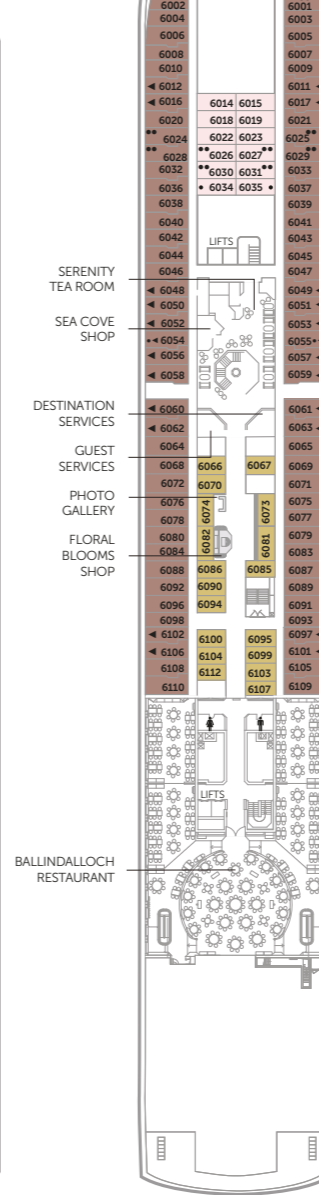 6002 6001
6004 6003
6006 6005
6008 6007
6010 6009
6012 6011
6016 6014 6015 6017
6020 6018 6019 6021
6024 6022 6023 6025
6028 6026 6027 6029
6032 6030 6031 6033
6036 6034 6035 6037
6038 6039
6040 6041
6042 LIFTS 6043
6044 6045
6046 6047
SERENITY
TEA ROOM
6048 6049
6050 6051
SEA COVE
SHOP
6052 6053
6054 6055
6056 6057
6058 6059
DESTINATION
SERVICES
6060 6061
6062 6063
GUEST
SERVICES
6064 6065
6068 6066 6067 6069
6072 6070 6071
PHOTO
GALLERY
6076 6074 6073 6075
6078 6077
FLORAL
BLOOMS
SHOP
6080 6082 6081 6079
6084 6083
6088 6086 6085 6087
6092 6090 6089
6096 6094 6091
6098 6093
6102 6100 6095 6097
6106 6104 6099 6101
6108 6112 6103 6105
6110 6107 6109
LIFTS
BALLINDALLOCH
RESTAURANT